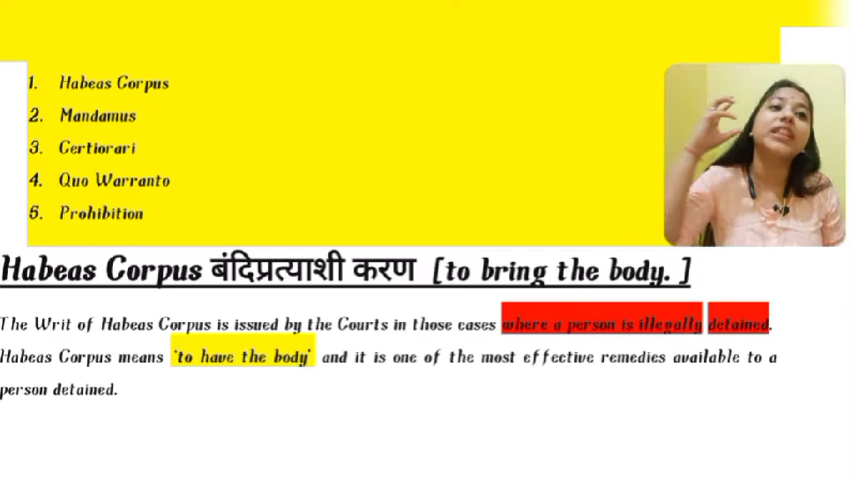 1. Habeas Corpus
2. Mandamus
3. Certiorari
4. Quo Warranto
5. Prohibition
Habeas Corpus बंदिप्रत्याशी करण [to bring the body. ]
The Writ of Habeas Corpus is issued by the Courts in those cases where a person is illegally detained.
Habeas Corpus means 'to have the body' and it is one of the most effective remedies available to a
person detained.